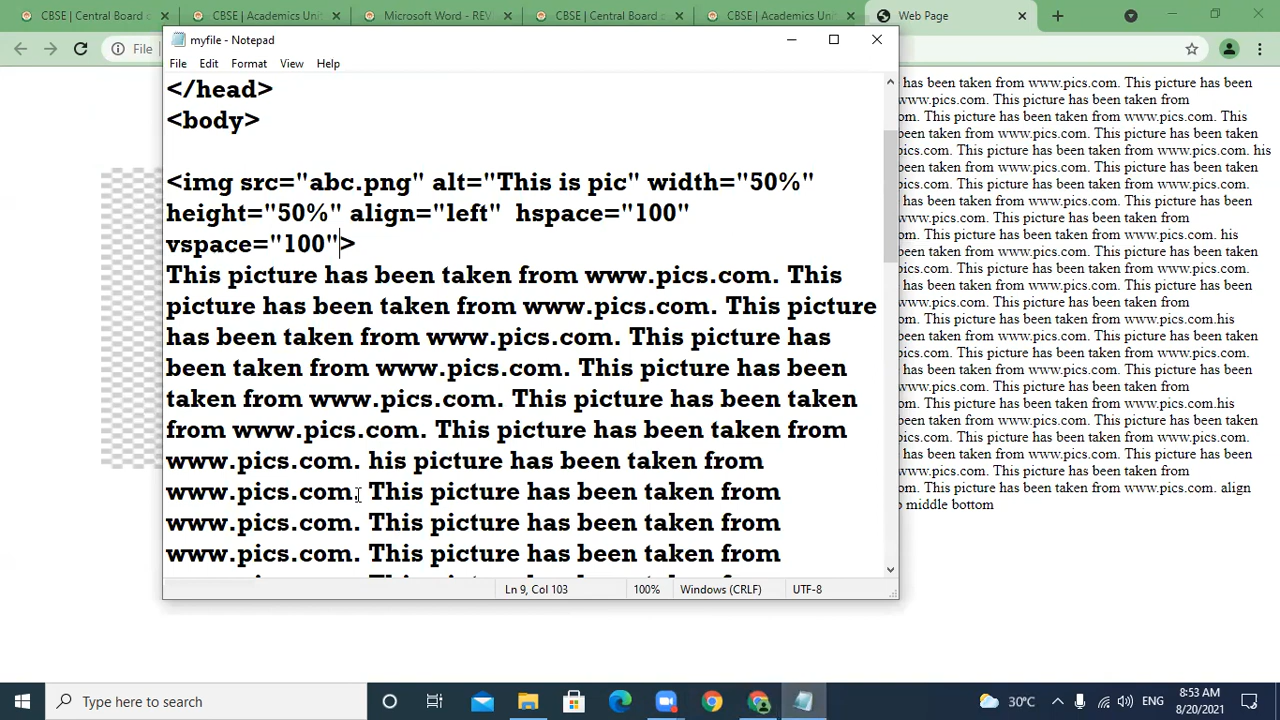 CBSE | Central Board o
CBSE | Academics Unit
Microsoft Word - REV
CBSE | Central Board o
CBSE | Academics Unit
Web Page
File
myfile - Notepad
File Edit Format View Help
</head>
<body>
<img src="abc.png" alt="This is pic" width="50%"
height="50%" align="left"  hspace="100"
vspace="100">
This picture has been taken from www.pics.com. This
picture has been taken from www.pics.com. This picture
has been taken from www.pics.com. This picture has
been taken from www.pics.com. This picture has been
taken from www.pics.com. This picture has been taken
from www.pics.com. This picture has been taken from
www.pics.com. his picture has been taken from
www.pics.com. This picture has been taken from
www.pics.com. This picture has been taken from
www.pics.com. This picture has been taken from
Ln 9, Col 103 100% Windows (CRLF) UTF-8
has been taken from www.pics.com. This picture has been
www.pics.com. This picture has been taken from
om. This picture has been taken from www.pics.com. This
been taken from www.pics.com. This picture has been taken
pics.com. This picture has been taken from www.pics.com. his
has been taken from www.pics.com. This picture has been taken
www.pics.com. This picture has been taken from
om. This picture has been taken from www.pics.com. This
been taken from www.pics.com. This picture has been taken
pics.com. This picture has been taken from www.pics.com. his
has been taken from www.pics.com. This picture has been taken
www.pics.com. This picture has been taken from www.pics.com.
been taken from www.pics.com. This picture has been taken
www.pics.com. This picture has been taken from
om. This picture has been taken from www.pics.com.his
been taken from www.pics.com. This picture has been taken
pics.com. This picture has been taken from www.pics.com.
has been taken from www.pics.com. This picture has been taken
www.pics.com. This picture has been taken from
om. This picture has been taken from www.pics.com.his
been taken from www.pics.com. This picture has been taken
pics.com. This picture has been taken from www.pics.com.
has been taken from www.pics.com. This picture has been taken
www.pics.com. This picture has been taken from
om. This picture has been taken from www.pics.com. align
middle bottom
Type here to search
30°C
ENG
8:53 AM
8/20/2021